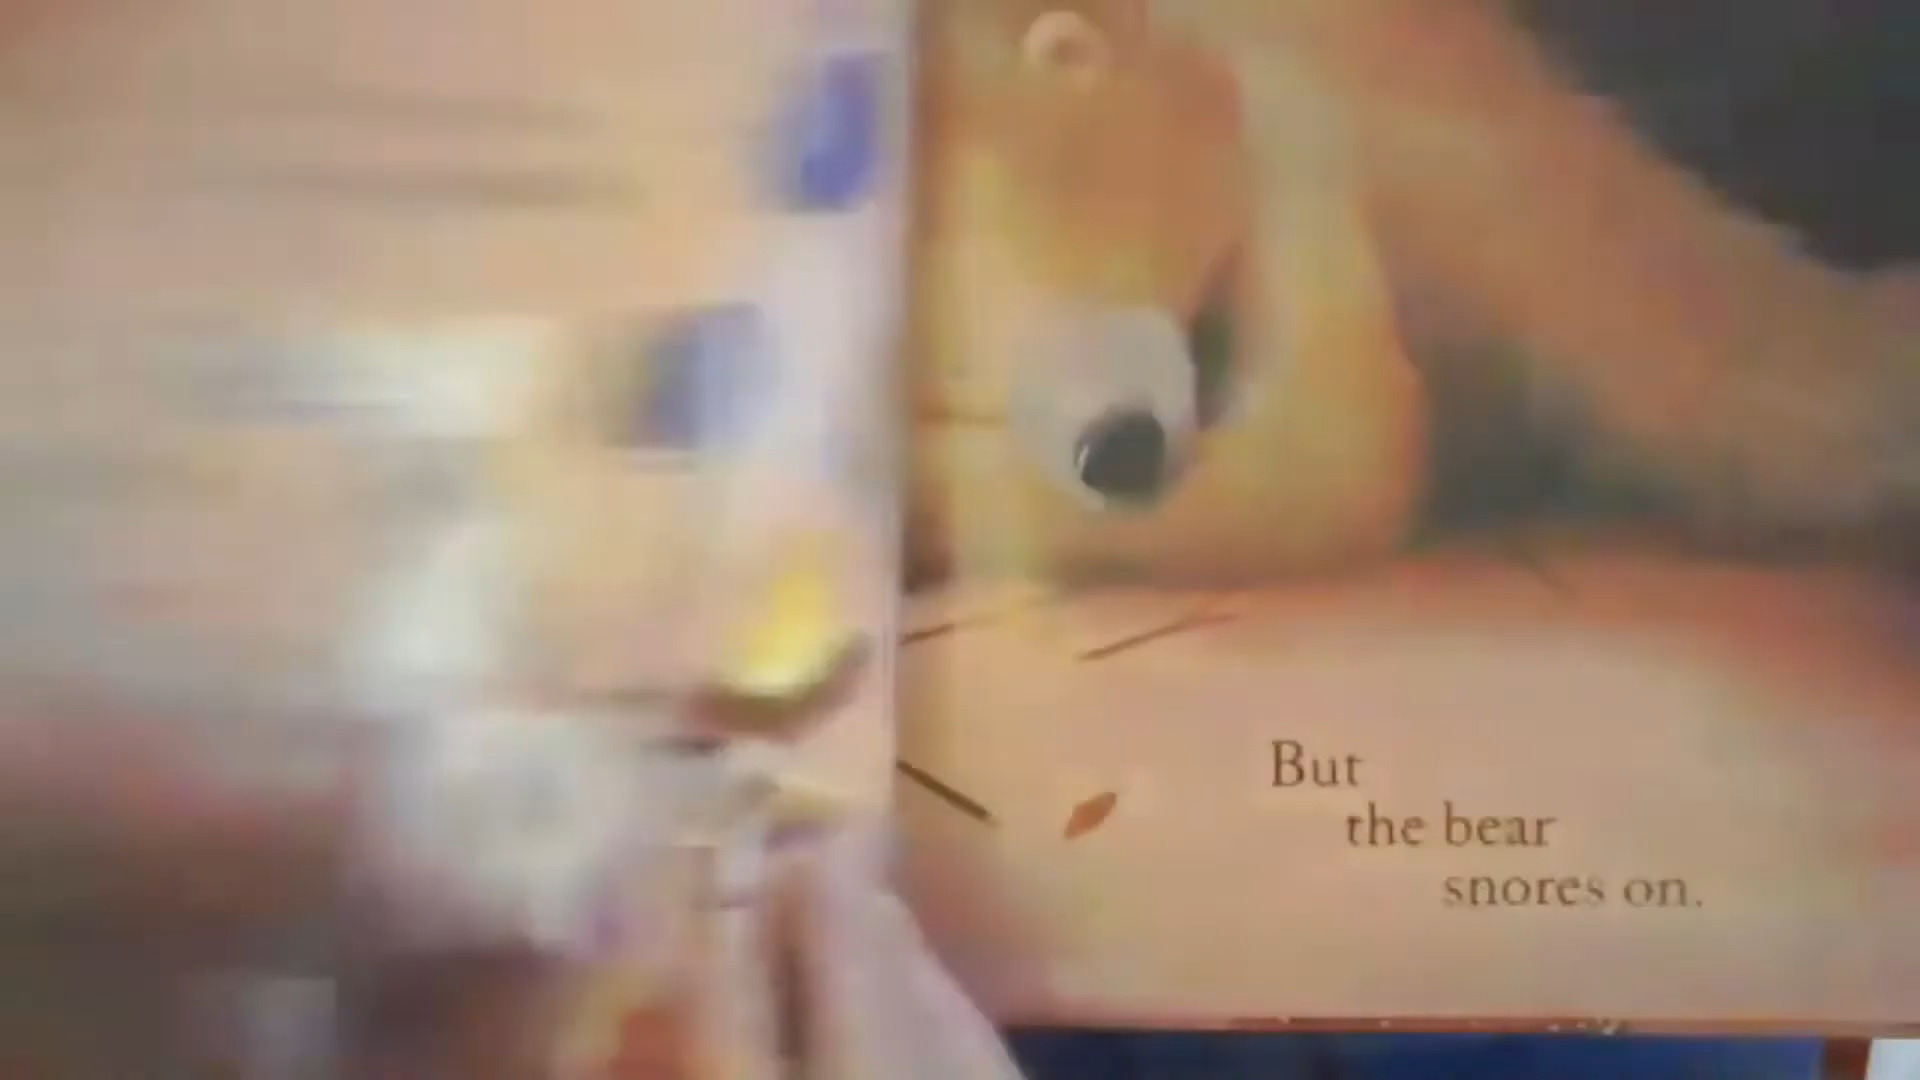 But
the bear
snores on.